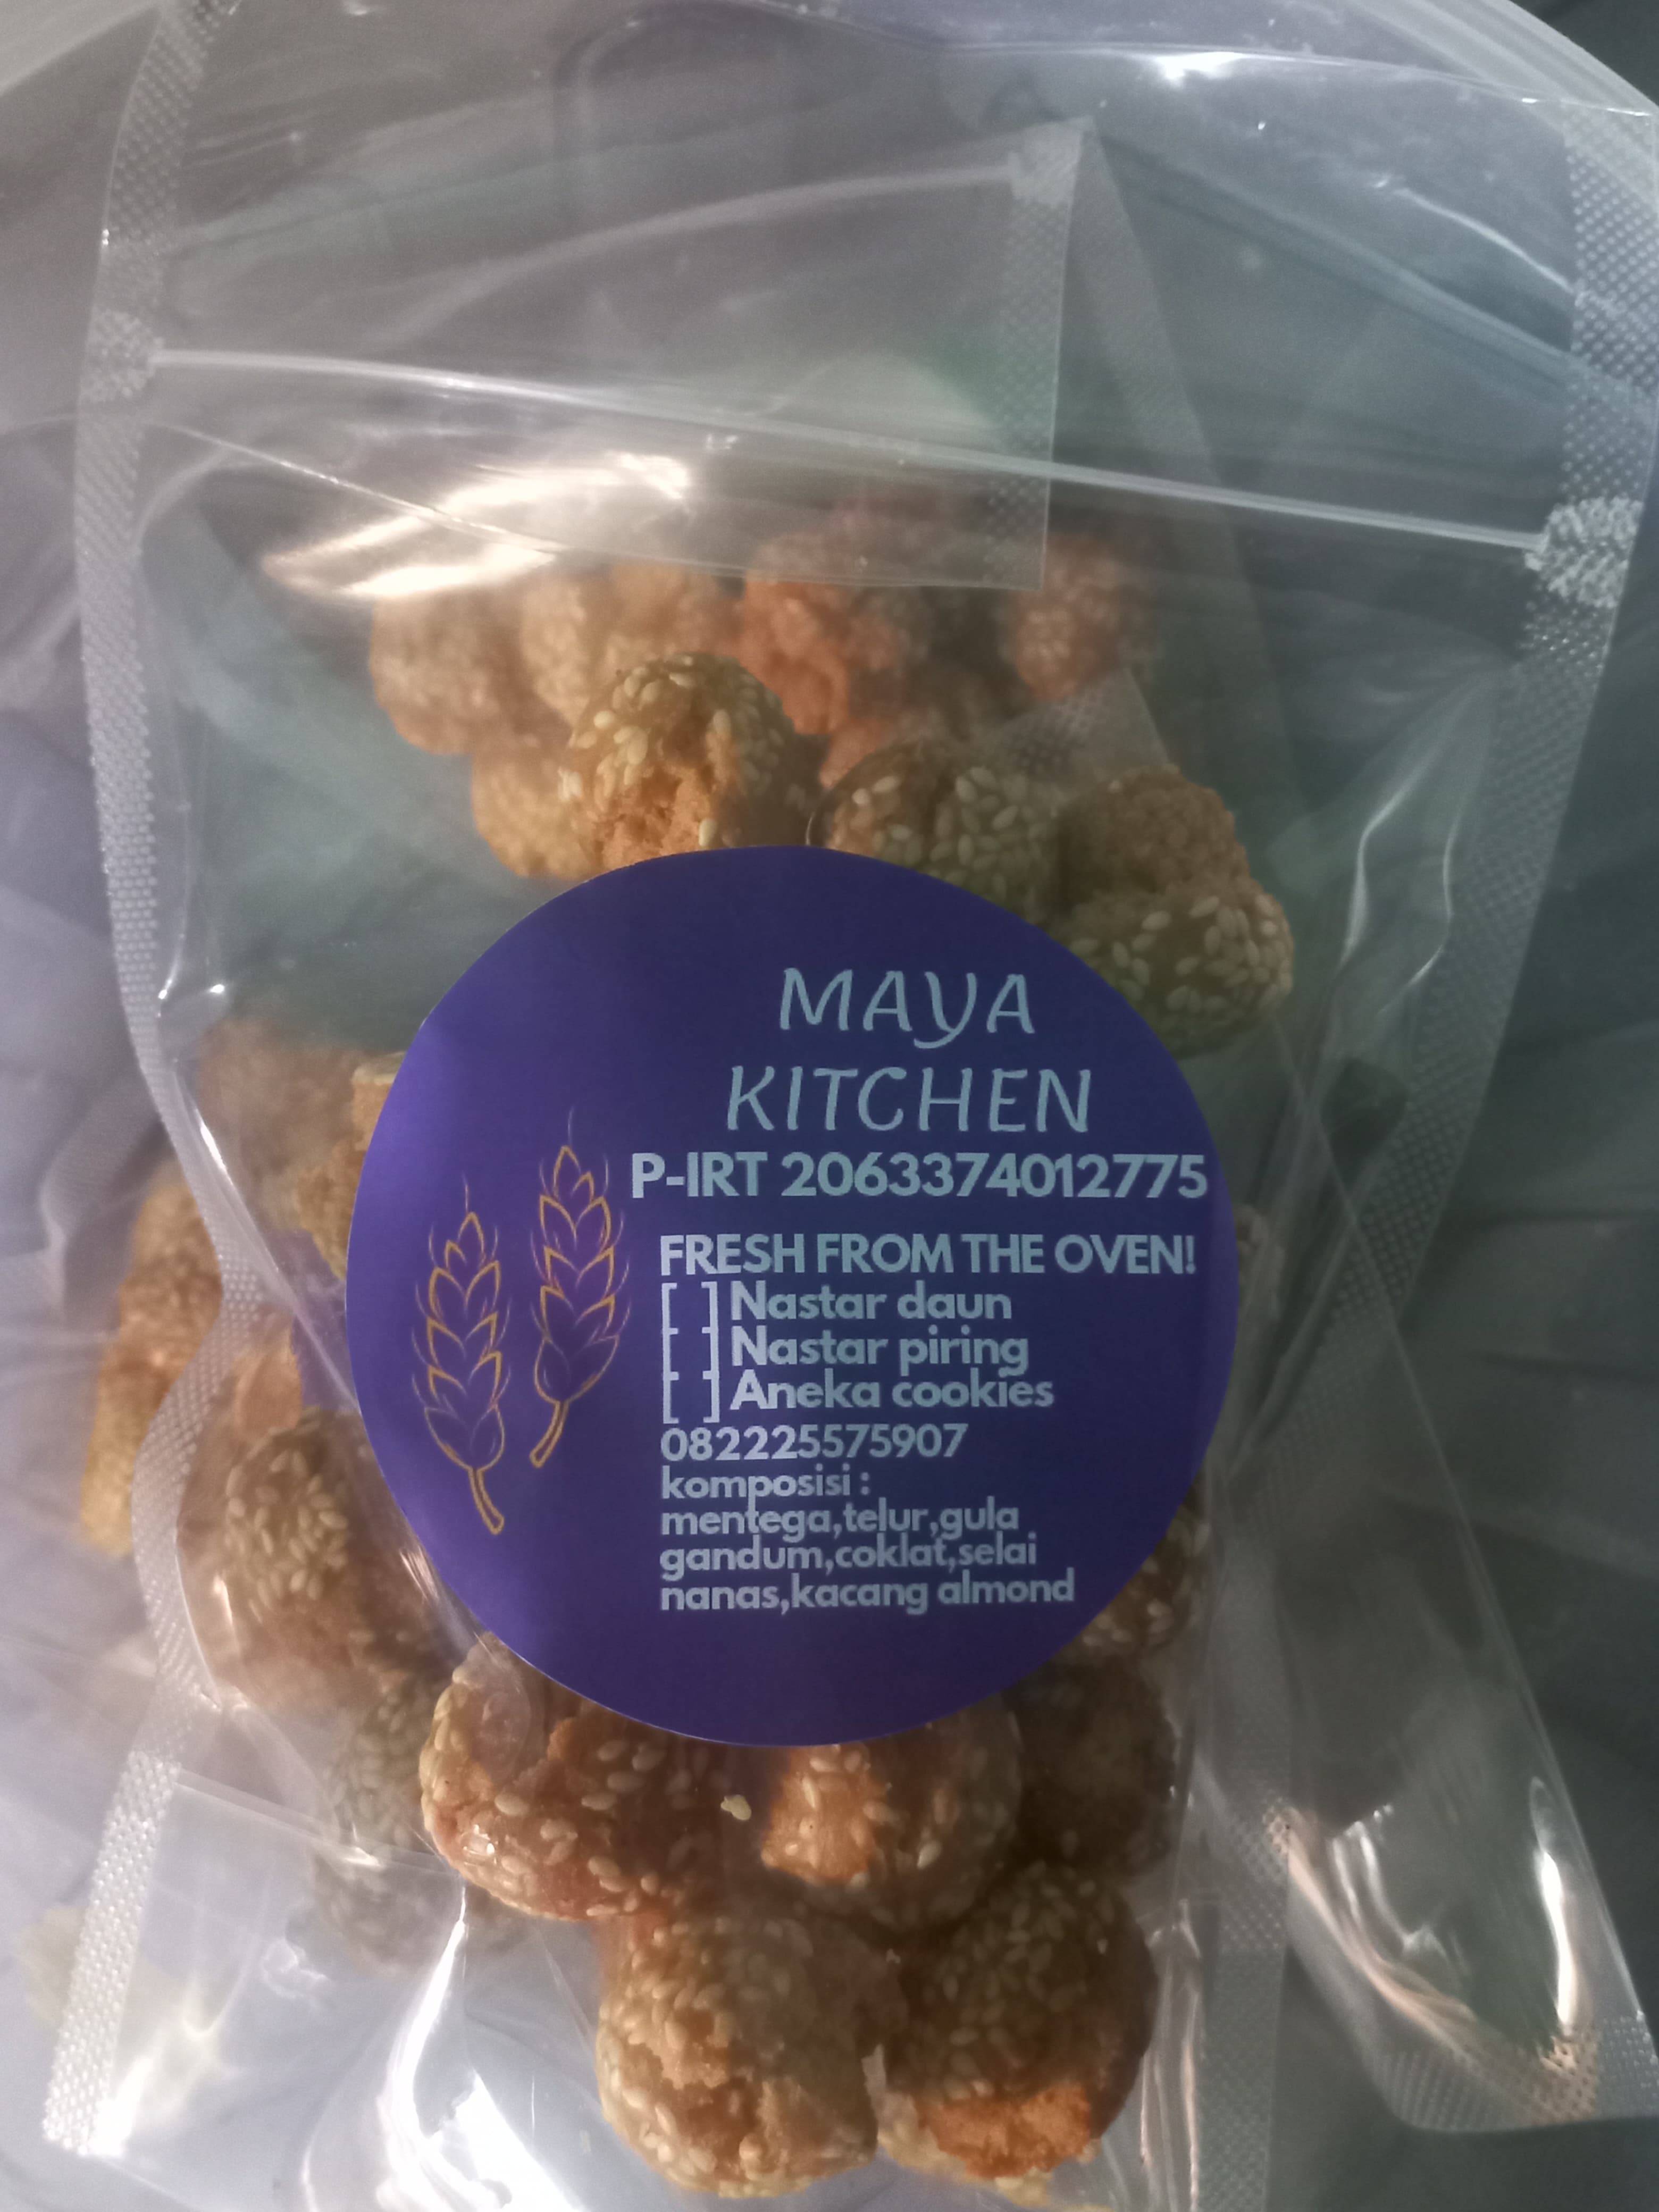 MAYA
KITCHEN
P-IRT 2063374012775
FRESH FROM THE OVEN!
[ ] Nastar daun
[ ] Nastar piring
[ ] Aneka cookies
082225575907
komposisi :
mentega,telur,gula
gandum,coklat,selai
nanas,kacang almond